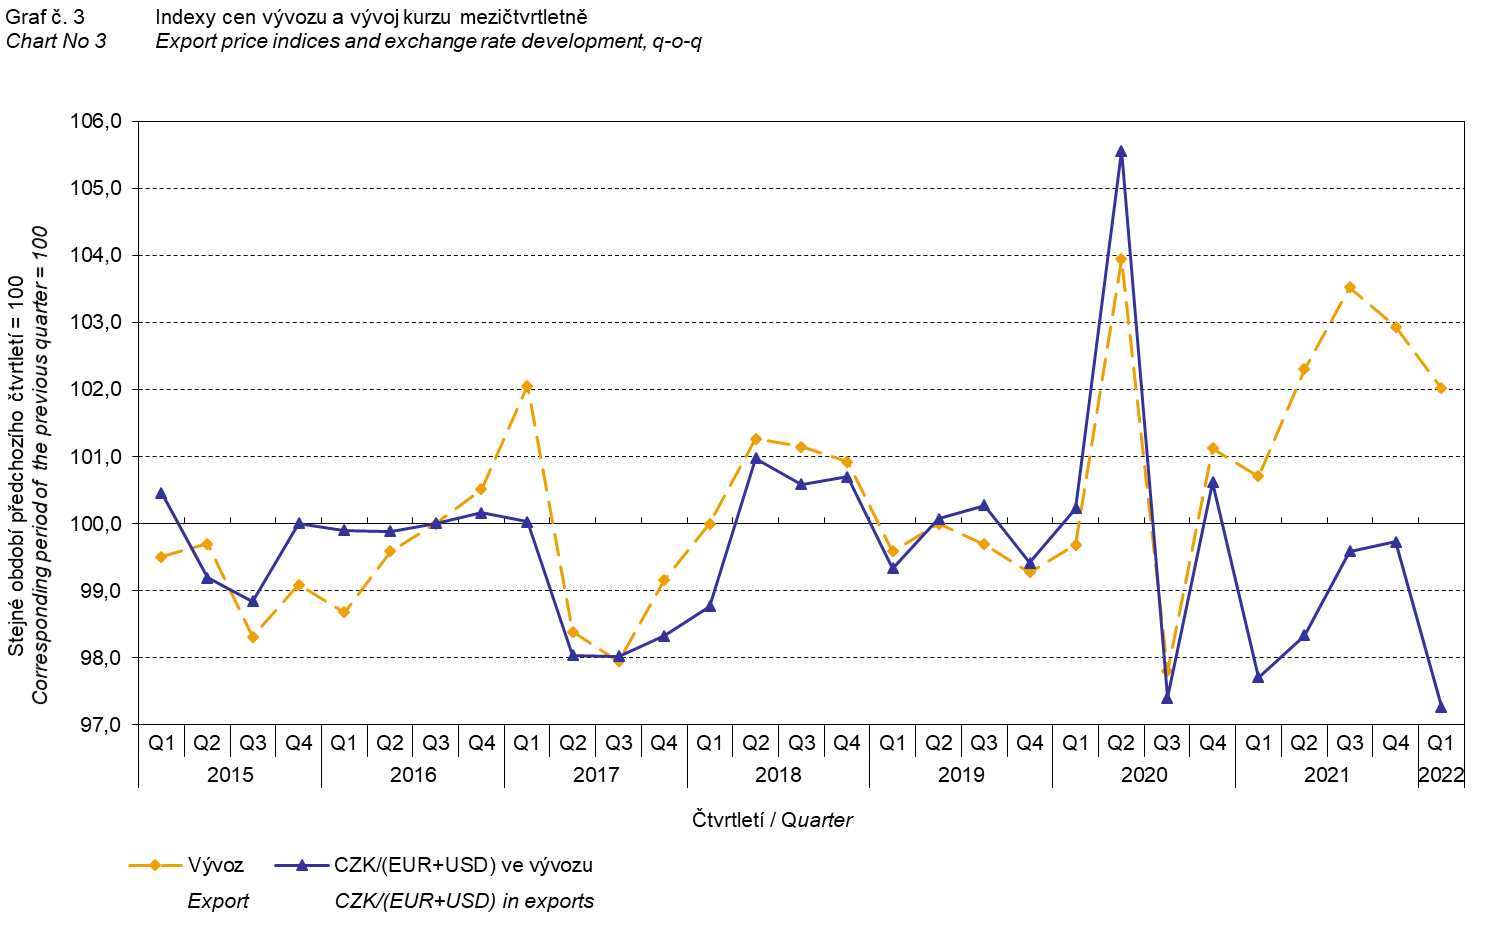 Graf č. 3 Indexy cen vývozu a vývoj kurzu mezičtvrtletně
Chart No 3 Export price indices and exchange rate development, q-o-q
Stejné období předchozího čtvrtletí = 100
Corresponding period of the previous quarter = 100
106,0
105,0
104,0
103,0
102,0
101,0
100,0
99,0
98,0
97,0
Q1 Q2 Q3 Q4 Q1 Q2 Q3 Q4 Q1 Q2 Q3 Q4 Q1 Q2 Q3 Q4 Q1 Q2 Q3 Q4 Q1 Q2 Q3 Q4 Q1 Q2 Q3 Q4 Q1
2015 2016 2017 2018 2019 2020 2021 2022
Čtvrtletí / Quarter
Vývoz CZK/(EUR+USD) ve vývozu
Export CZK/(EUR+USD) in exports